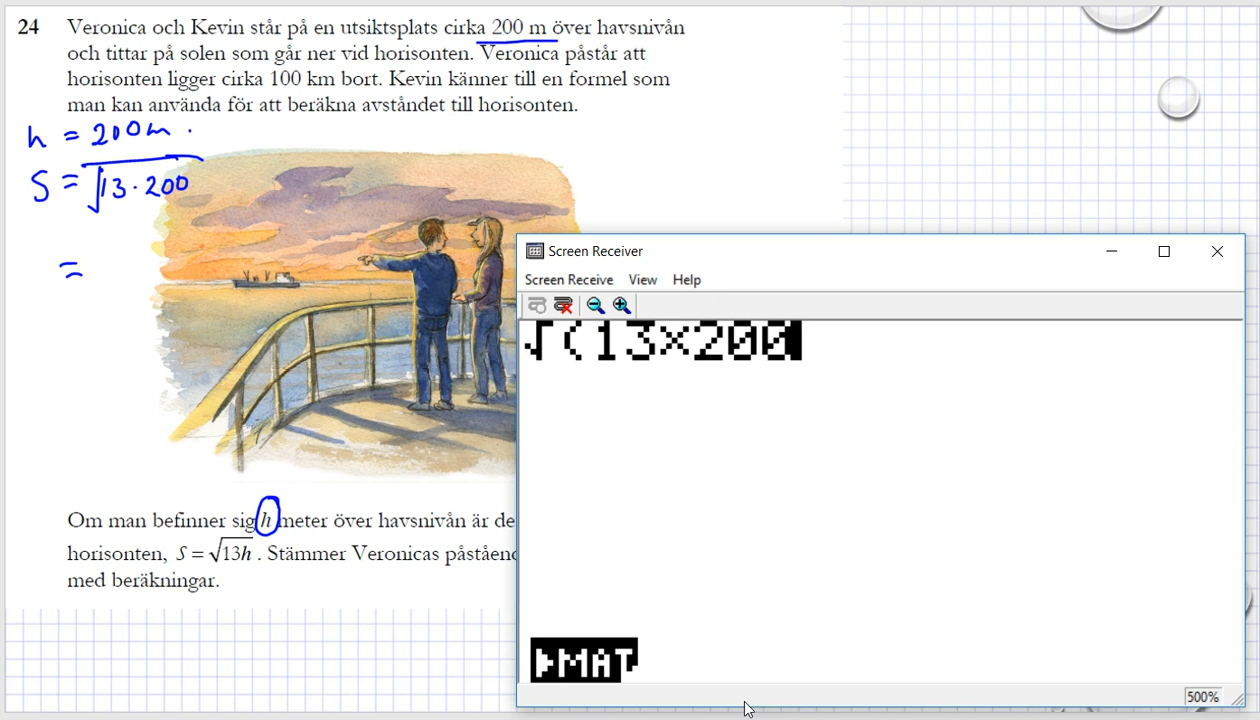 24 Veronica och Kevin står på en utsiktsplats cirka 200 m över havsnivån
och tittar på solen som går ner vid horisonten. Veronica påstår att
horisonten ligger cirka 100 km bort. Kevin känner till en formel som
man kan använda för att beräkna avståndet till horisonten.
h = 200m.
S = √13·200
=
Screen Receiver
Screen Receive View Help
√(13×200
Om man befinner sig h meter över havsnivån är de
horisonten, S = √13h. Stämmer Veronicas påståen
med beräkningar.
▶MAT
500%